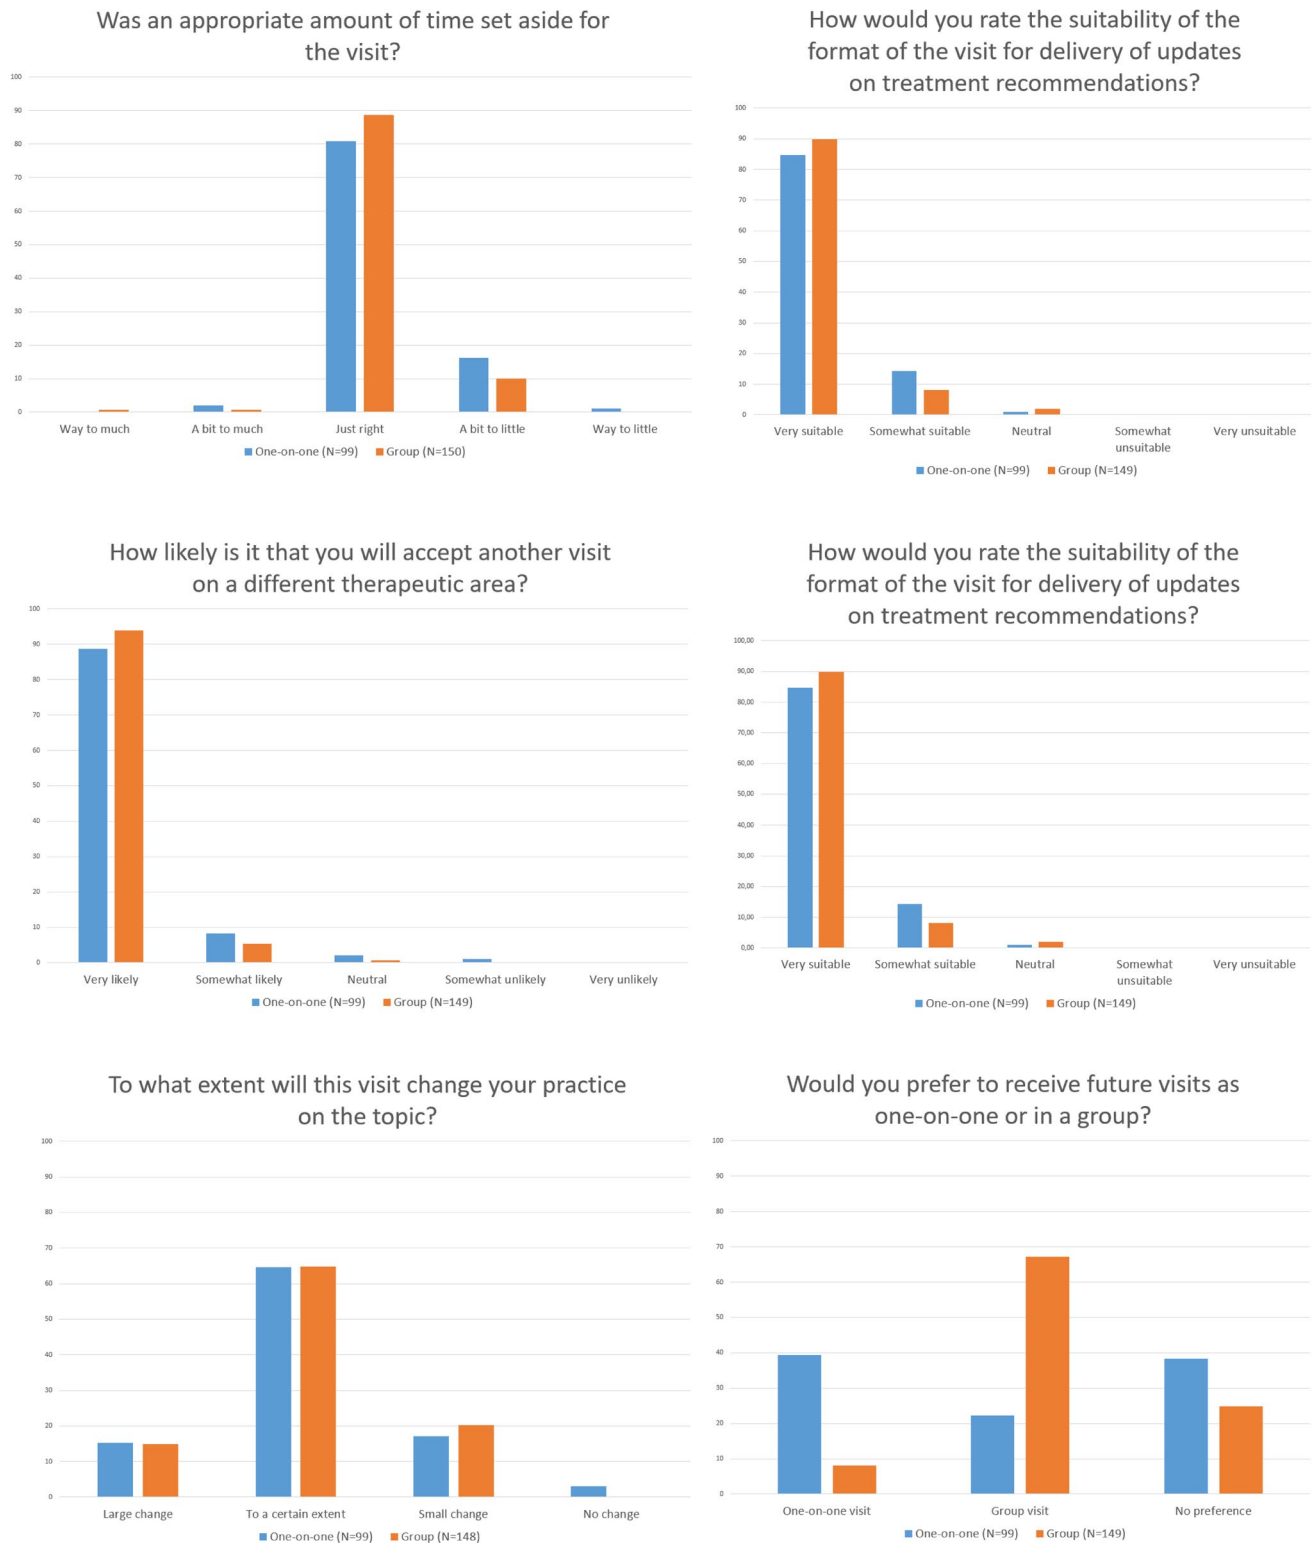 Was an appropriate amount of time set aside for
the visit?
100
90
80
70
60
50
40
30
20
10
0
Way to much A bit to much Just right A bit to little Way to little
One-on-one (N=99) Group (N=150)
How would you rate the suitability of the
format of the visit for delivery of updates
on treatment recommendations?
100
90
80
70
60
50
40
30
20
10
0
Very suitable Somewhat suitable Neutral Somewhat Very unsuitable
unsuitable
One-on-one (N=99) Group (N=149)
How likely is it that you will accept another visit
on a different therapeutic area?
100
90
80
70
60
50
40
30
20
10
0
Very likely Somewhat likely Neutral Somewhat unlikely Very unlikely
One-on-one (N=99) Group (N=149)
How would you rate the suitability of the
format of the visit for delivery of updates
on treatment recommendations?
100,00
90,00
80,00
70,00
60,00
50,00
40,00
30,00
20,00
10,00
0,00
Very suitable Somewhat suitable Neutral Somewhat Very unsuitable
unsuitable
One-on-one (N=99) Group (N=149)
To what extent will this visit change your practice
on the topic?
100
90
80
70
60
50
40
30
20
10
0
Large change To a certain extent Small change No change
One-on-one (N=99) Group (N=148)
Would you prefer to receive future visits as
one-on-one or in a group?
100
90
80
70
60
50
40
30
20
10
0
One-on-one visit Group visit No preference
One-on-one (N=99) Group (N=149)